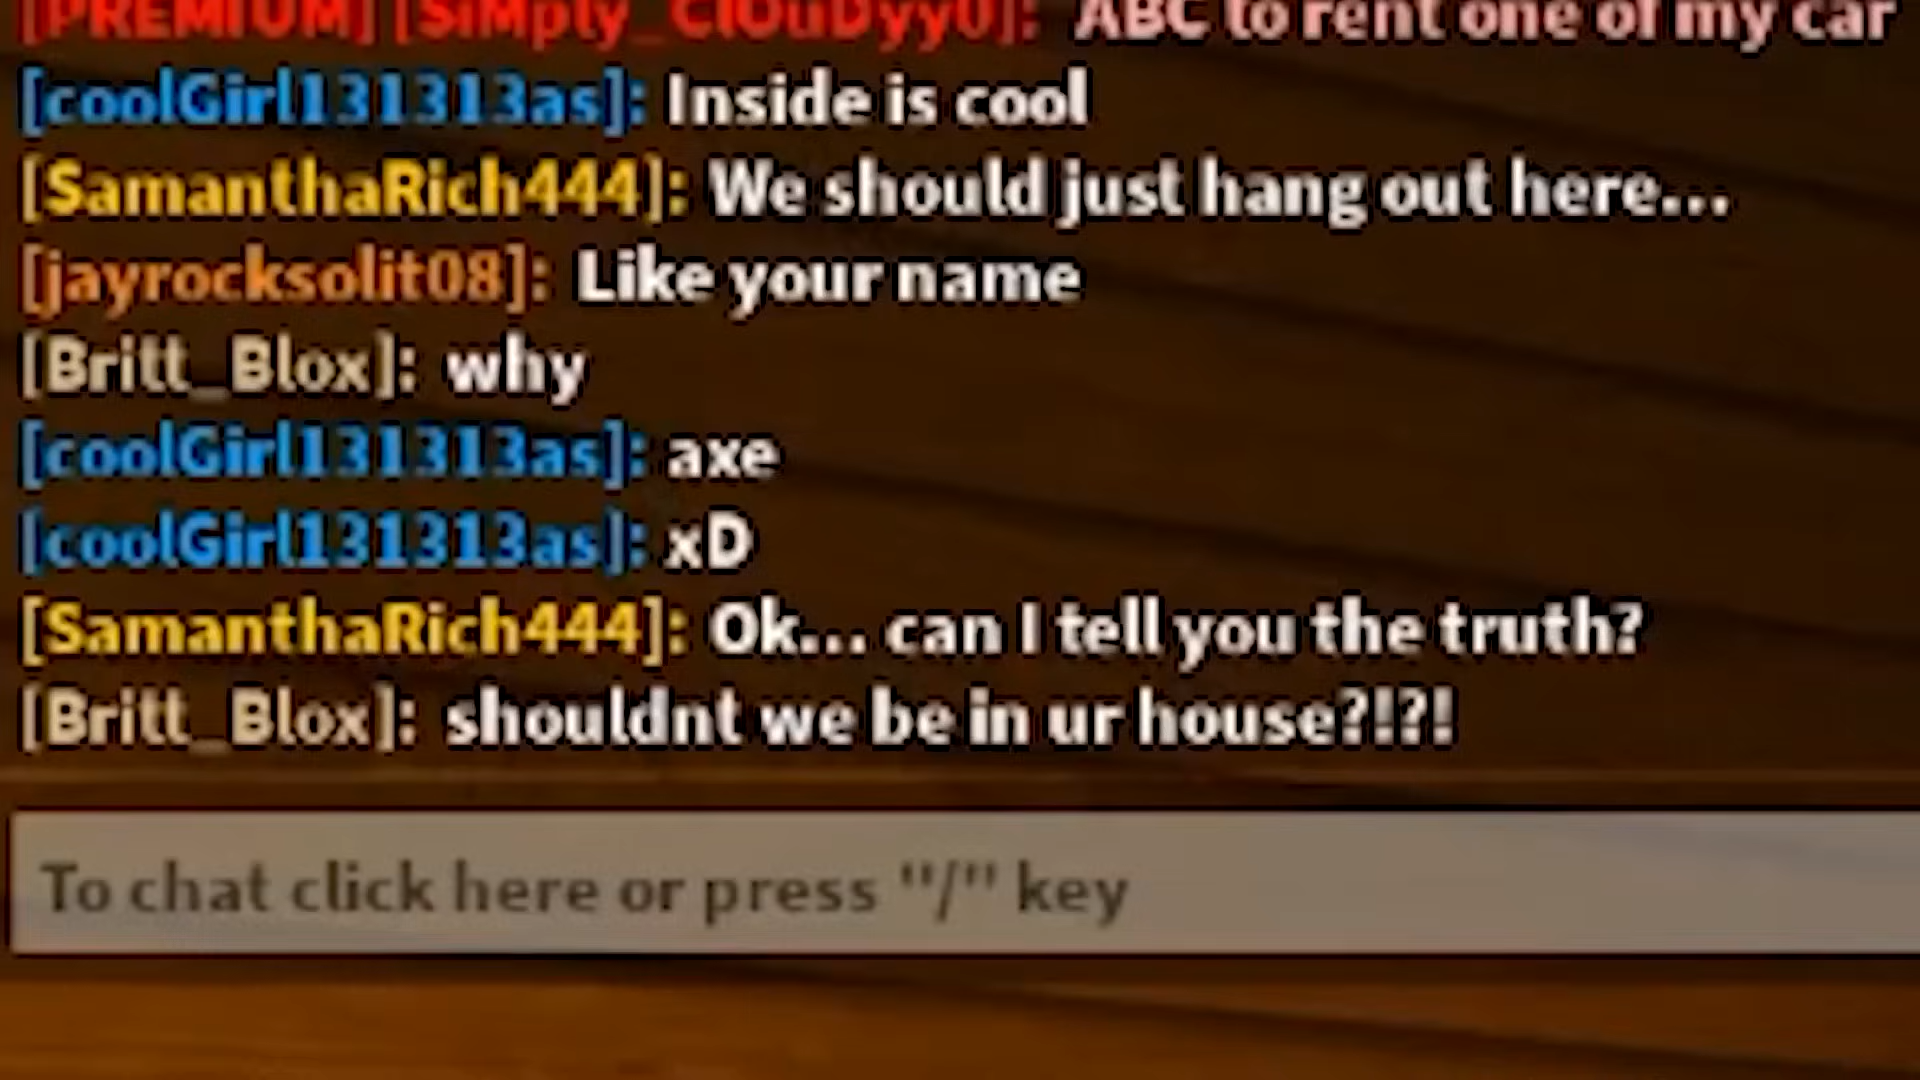 [PREMIUM] [SiMply_ClOuDyy0]: ABC to rent one of my car
[coolGirl131313as]: Inside is cool
[SamanthaRich444]: We should just hang out here...
[jayrocksolit08]: Like your name
[Britt_Blox]: why
[coolGirl131313as]: axe
[coolGirl131313as]: xD
[SamanthaRich444]: Ok... can I tell you the truth?
[Britt_Blox]: shouldnt we be in ur house?!?!
To chat click here or press "/" key